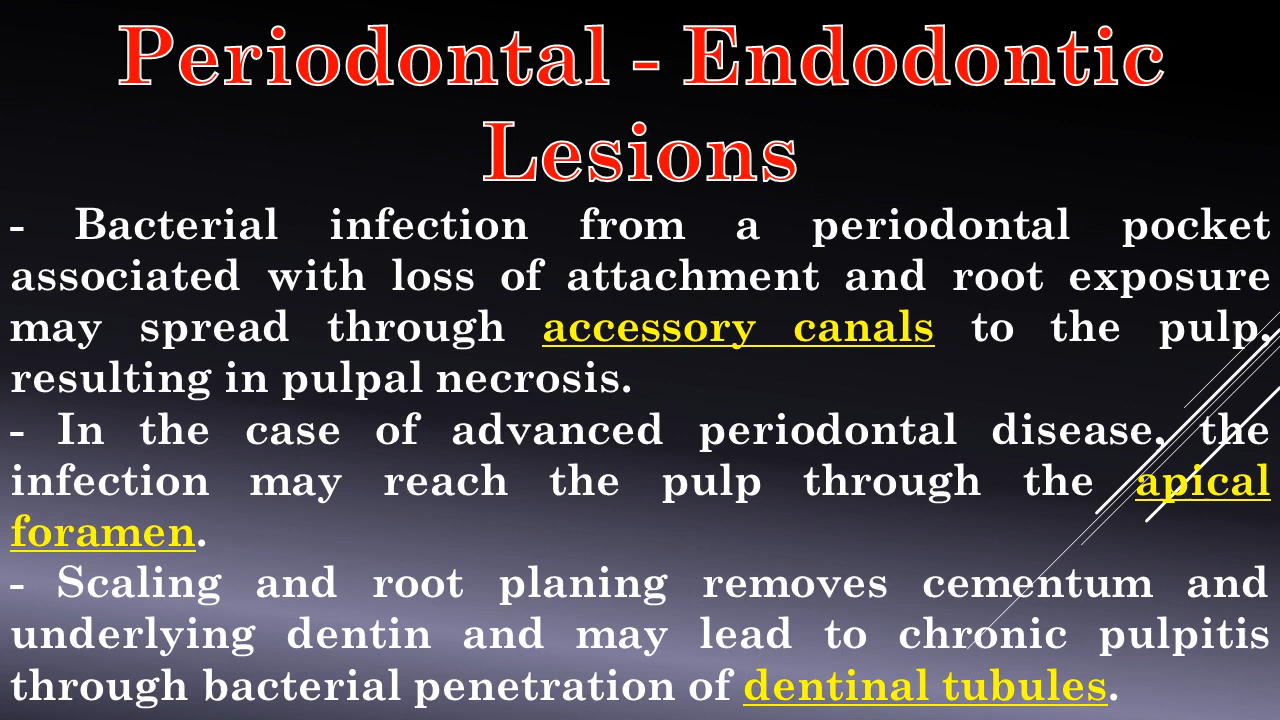 Periodontal - Endodontic
Lesions
- Bacterial infection from a periodontal pocket
associated with loss of attachment and root exposure
may spread through accessory canals to the pulp,
resulting in pulpal necrosis.
- In the case of advanced periodontal disease, the
infection may reach the pulp through the apical
foramen.
- Scaling and root planing removes cementum and
underlying dentin and may lead to chronic pulpitis
through bacterial penetration of dentinal tubules.